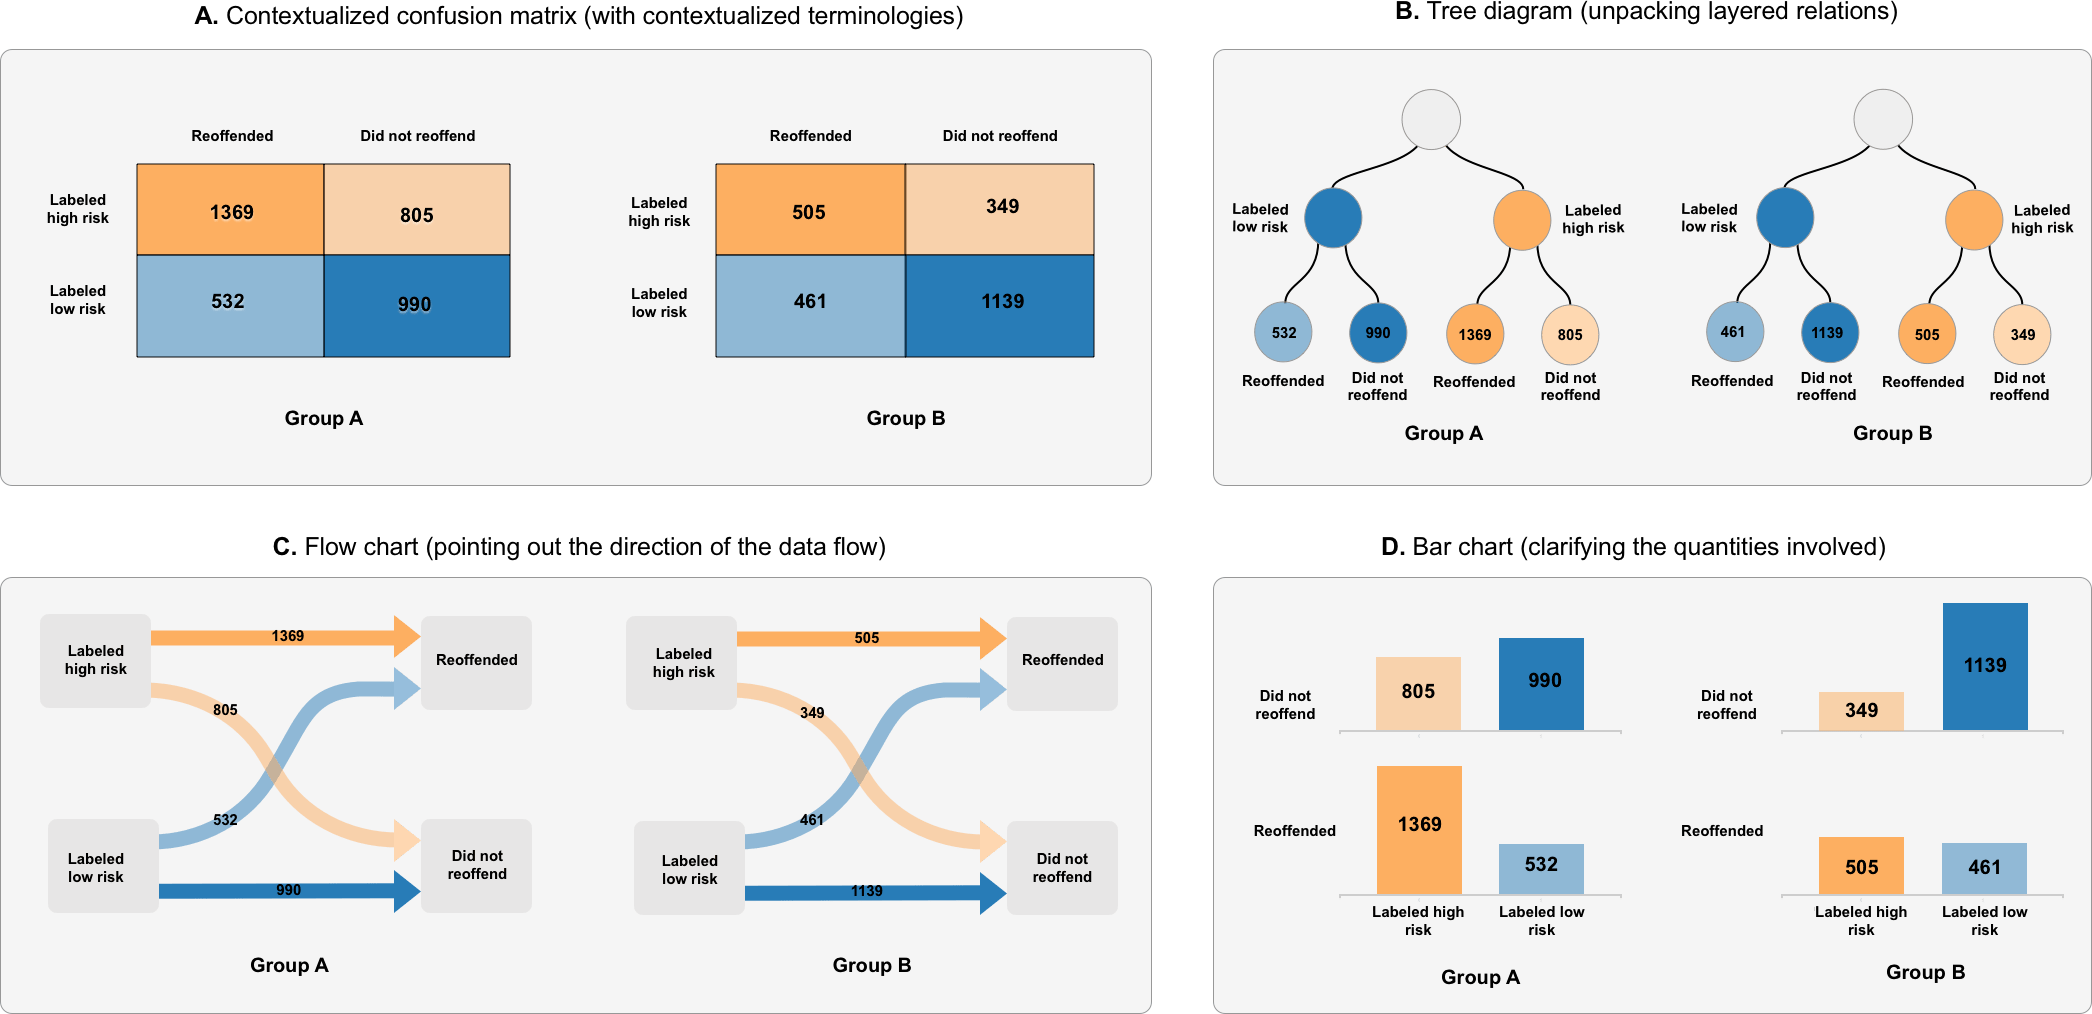 A. Contextualized confusion matrix (with contextualized terminologies)
Reoffended Did not reoffend
Labeled
high risk
1369 805
Labeled
low risk
532 990
Group A
Reoffended Did not reoffend
Labeled
high risk
505 349
Labeled
low risk
461 1139
Group B
B. Tree diagram (unpacking layered relations)
Labeled
low risk
Labeled
high risk
532 990 1369 805
Reoffended
Did not
reoffend
Reoffended
Did not
reoffend
Group A
Labeled
low risk
Labeled
high risk
461 1139 505 349
Reoffended
Did not
reoffend
Reoffended
Did not
reoffend
Group B
C. Flow chart (pointing out the direction of the data flow)
Labeled
high risk
1369
Reoffended
805
532
Labeled
low risk
990
Did not
reoffend
Group A
Labeled
high risk
505
Reoffended
349
461
Labeled
low risk
1139
Did not
reoffend
Group B
D. Bar chart (clarifying the quantities involved)
Did not
reoffend
805 990
Reoffended
1369 532
Labeled high
risk
Labeled low
risk
Group A
Did not
reoffend
349 1139
Reoffended
505 461
Labeled high
risk
Labeled low
risk
Group B